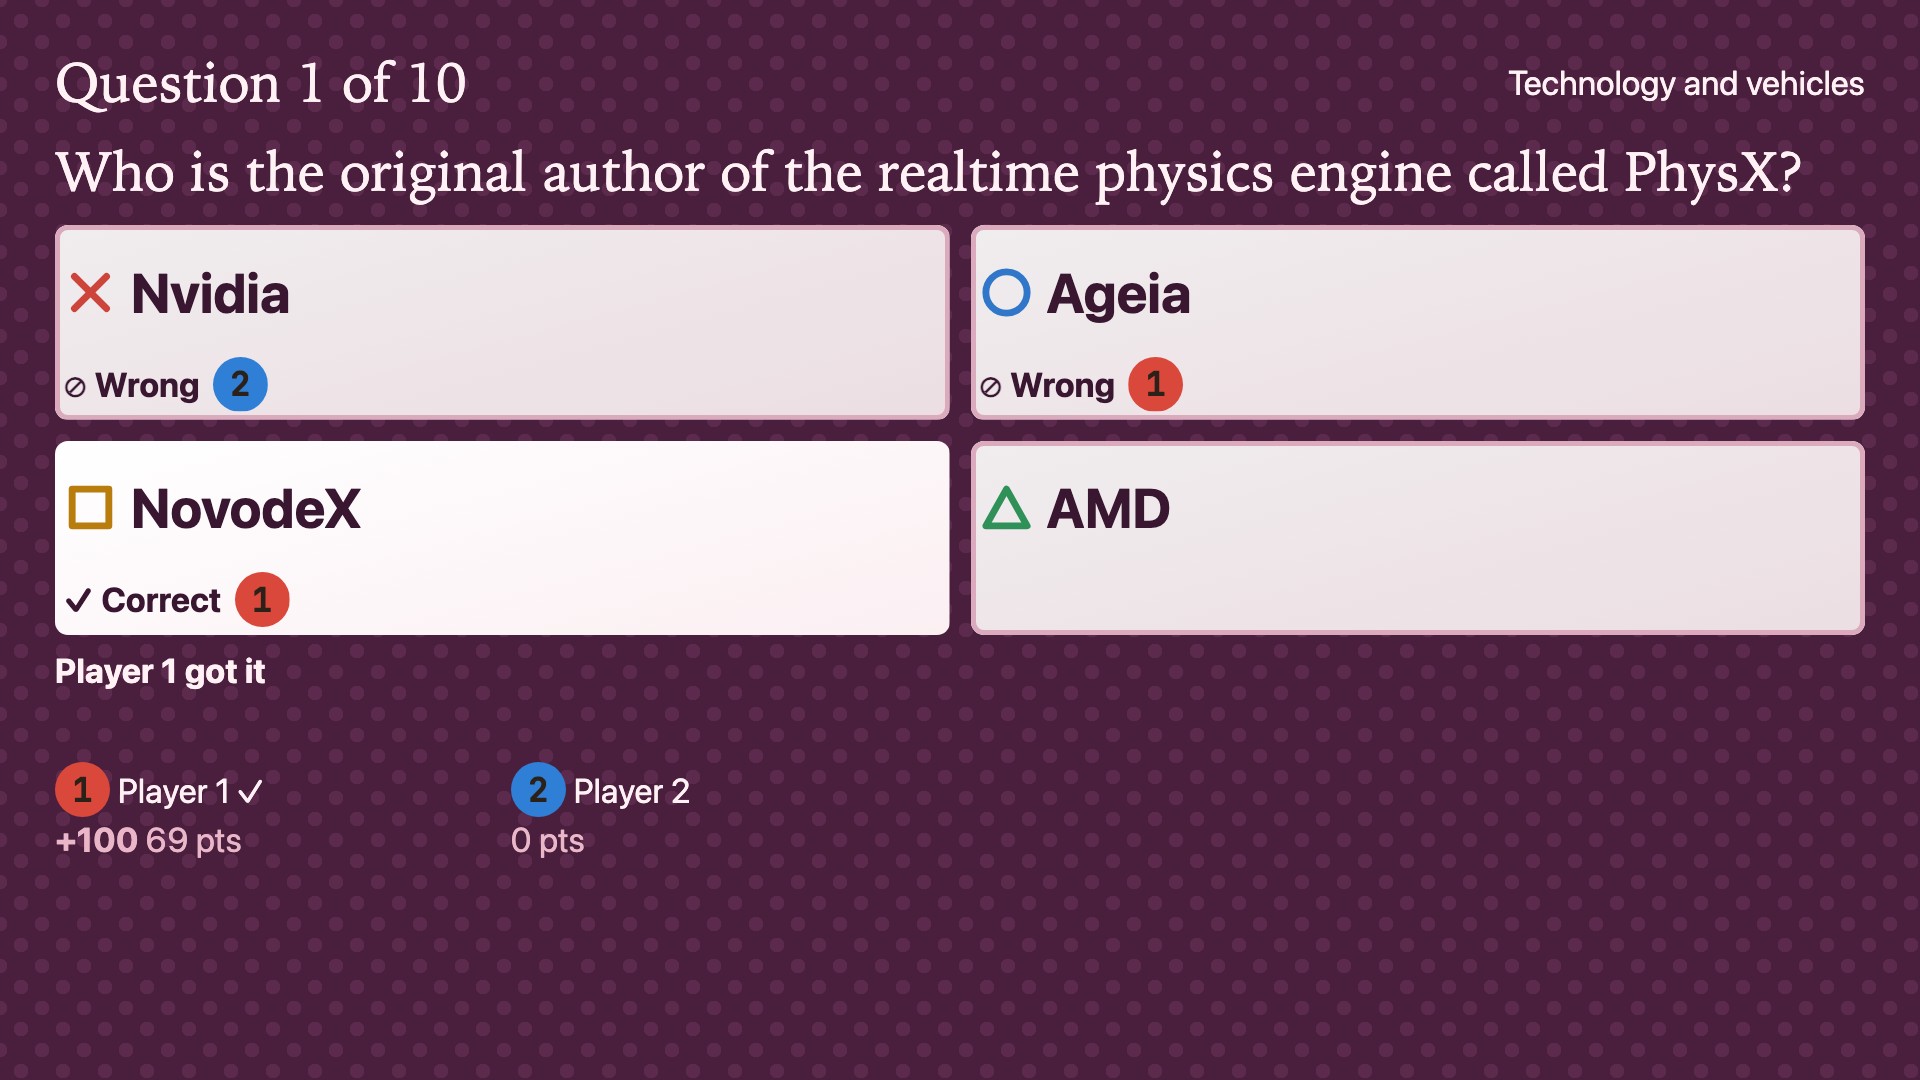 Question 1 of 10
Technology and vehicles
Who is the original author of the realtime physics engine called PhysX?
Nvidia
Wrong 2
Ageia
Wrong 1
NovodeX
Correct 1
AMD
Player 1 got it
1 Player 1
+100 69 pts
2 Player 2
0 pts